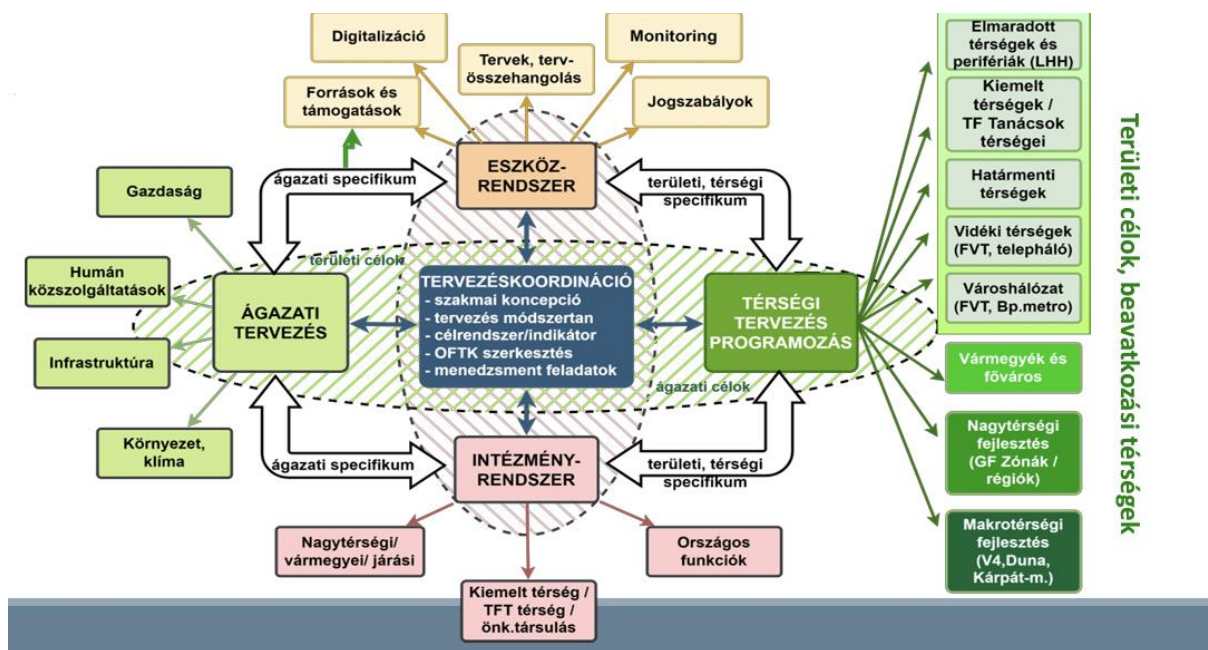 Digitalizáció
Monitoring
Tervek, terv-
összehangolás
Források és
támogatások
Jogszabályok
ESZKÖZ-
RENDSZER
ágazati specifikum
területi, térségi
specifikum
Gazdaság
Humán
közszolgáltatások
Infrastruktúra
Környezet,
klíma
területi célok
ÁGAZATI
TERVEZÉS
TERVEZÉSKOORDINÁCIÓ
- szakmai koncepció
- tervezés módszertan
- célrendszer/indikátor
- OFTK szerkesztés
- menedzsment feladatok
TÉRSÉGI
TERVEZÉS
PROGRAMOZÁS
ágazati célok
ágazati specifikum
területi, térségi
specifikum
INTÉZMÉNY-
RENDSZER
Nagytérségi/
vármegyei/ járási
Kiemelt térség /
TFT térség /
önk.társulás
Országos
funkciók
Elmaradott
térségek és
perifériák (LHH)
Kiemelt
térségek /
TF Tanácsok
térségei
Határmenti
térségek
Vidéki térségek
(FVT, telepháló)
Városhálózat
(FVT, Bp.metro)
Vármegyék és
főváros
Nagytérségi
fejlesztés
(GF Zónák /
régiók)
Makrotérségi
fejlesztés
(V4,Duna,
Kárpát-m.)
Területi célok, beavatkozási térségek